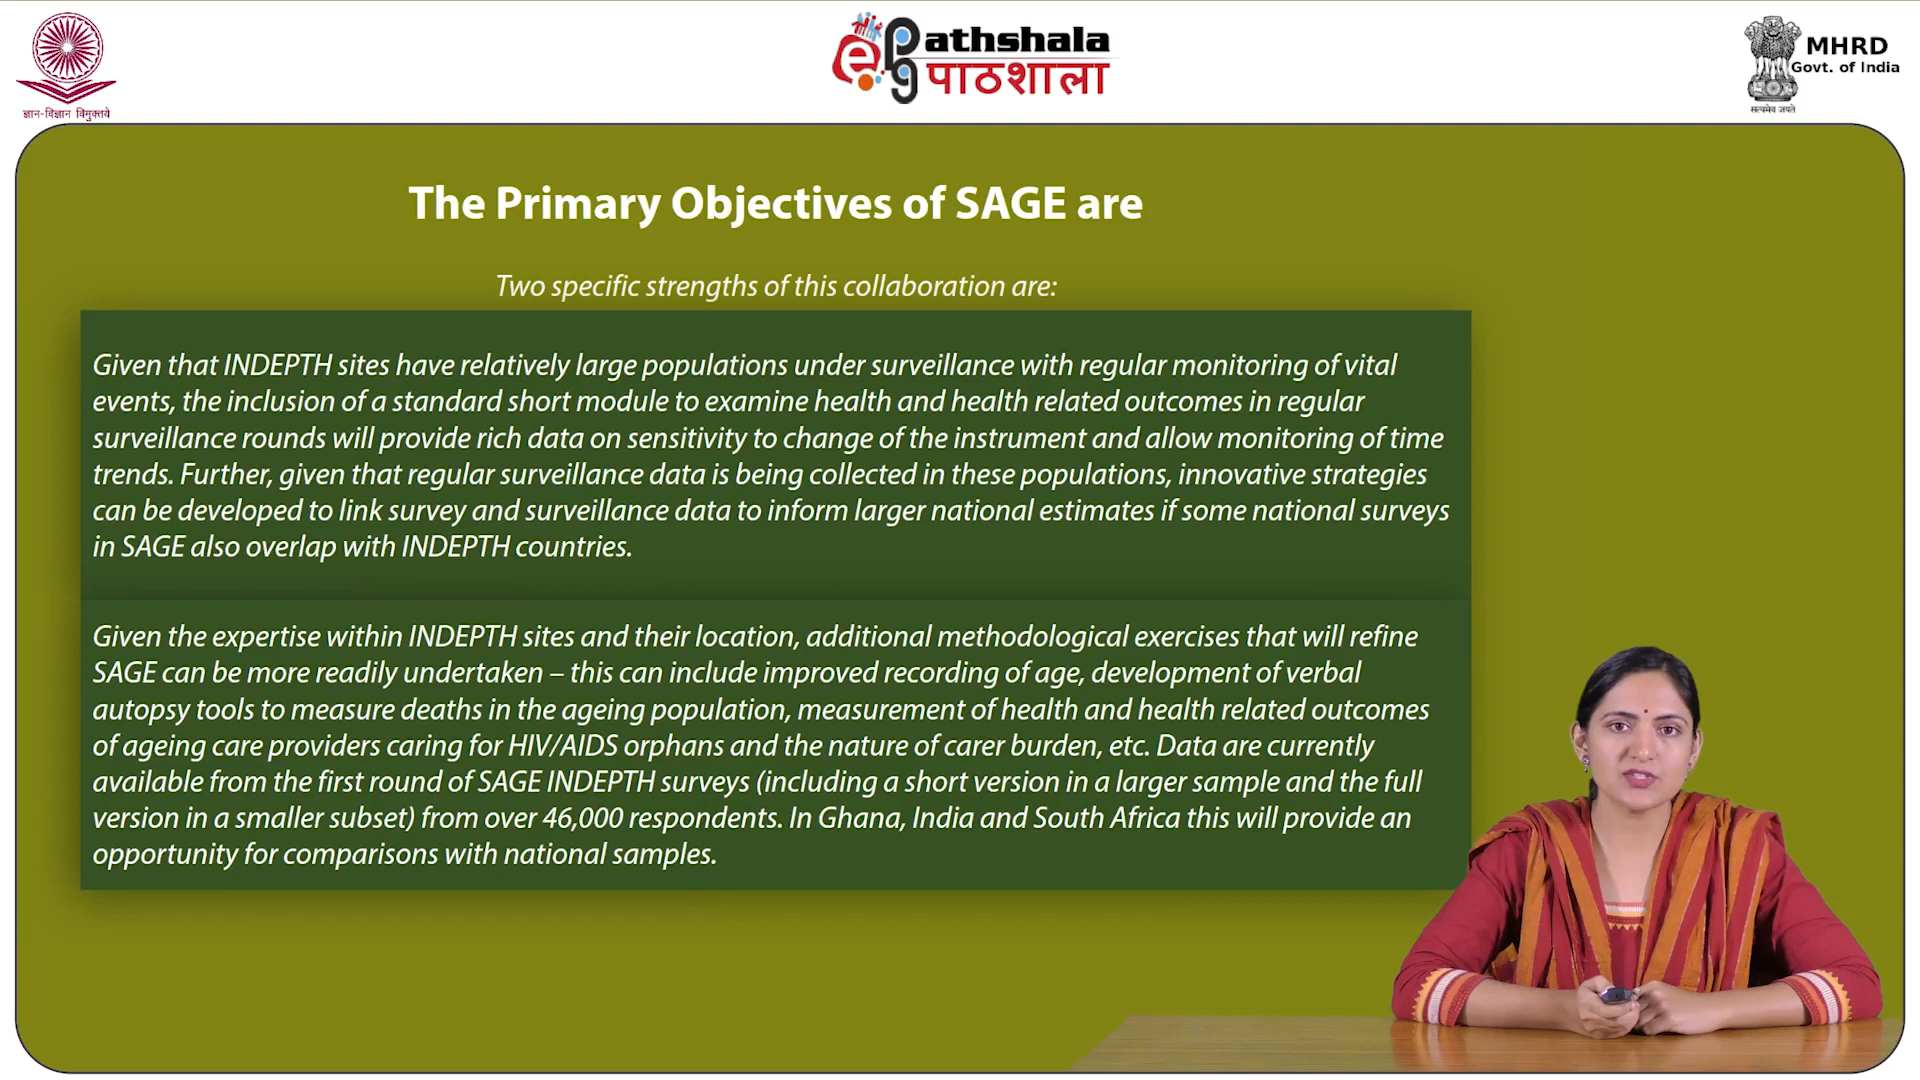 ज्ञान-विज्ञान विमुक्तये
ePG athshala
पाठशाला
MHRD
Govt. of India
सत्यमेव जयते
The Primary Objectives of SAGE are
Two specific strengths of this collaboration are:
Given that INDEPTH sites have relatively large populations under surveillance with regular monitoring of vital
events, the inclusion of a standard short module to examine health and health related outcomes in regular
surveillance rounds will provide rich data on sensitivity to change of the instrument and allow monitoring of time
trends. Further, given that regular surveillance data is being collected in these populations, innovative strategies
can be developed to link survey and surveillance data to inform larger national estimates if some national surveys
in SAGE also overlap with INDEPTH countries.
Given the expertise within INDEPTH sites and their location, additional methodological exercises that will refine
SAGE can be more readily undertaken – this can include improved recording of age, development of verbal
autopsy tools to measure deaths in the ageing population, measurement of health and health related outcomes
of ageing care providers caring for HIV/AIDS orphans and the nature of carer burden, etc. Data are currently
available from the first round of SAGE INDEPTH surveys (including a short version in a larger sample and the full
version in a smaller subset) from over 46,000 respondents. In Ghana, India and South Africa this will provide an
opportunity for comparisons with national samples.